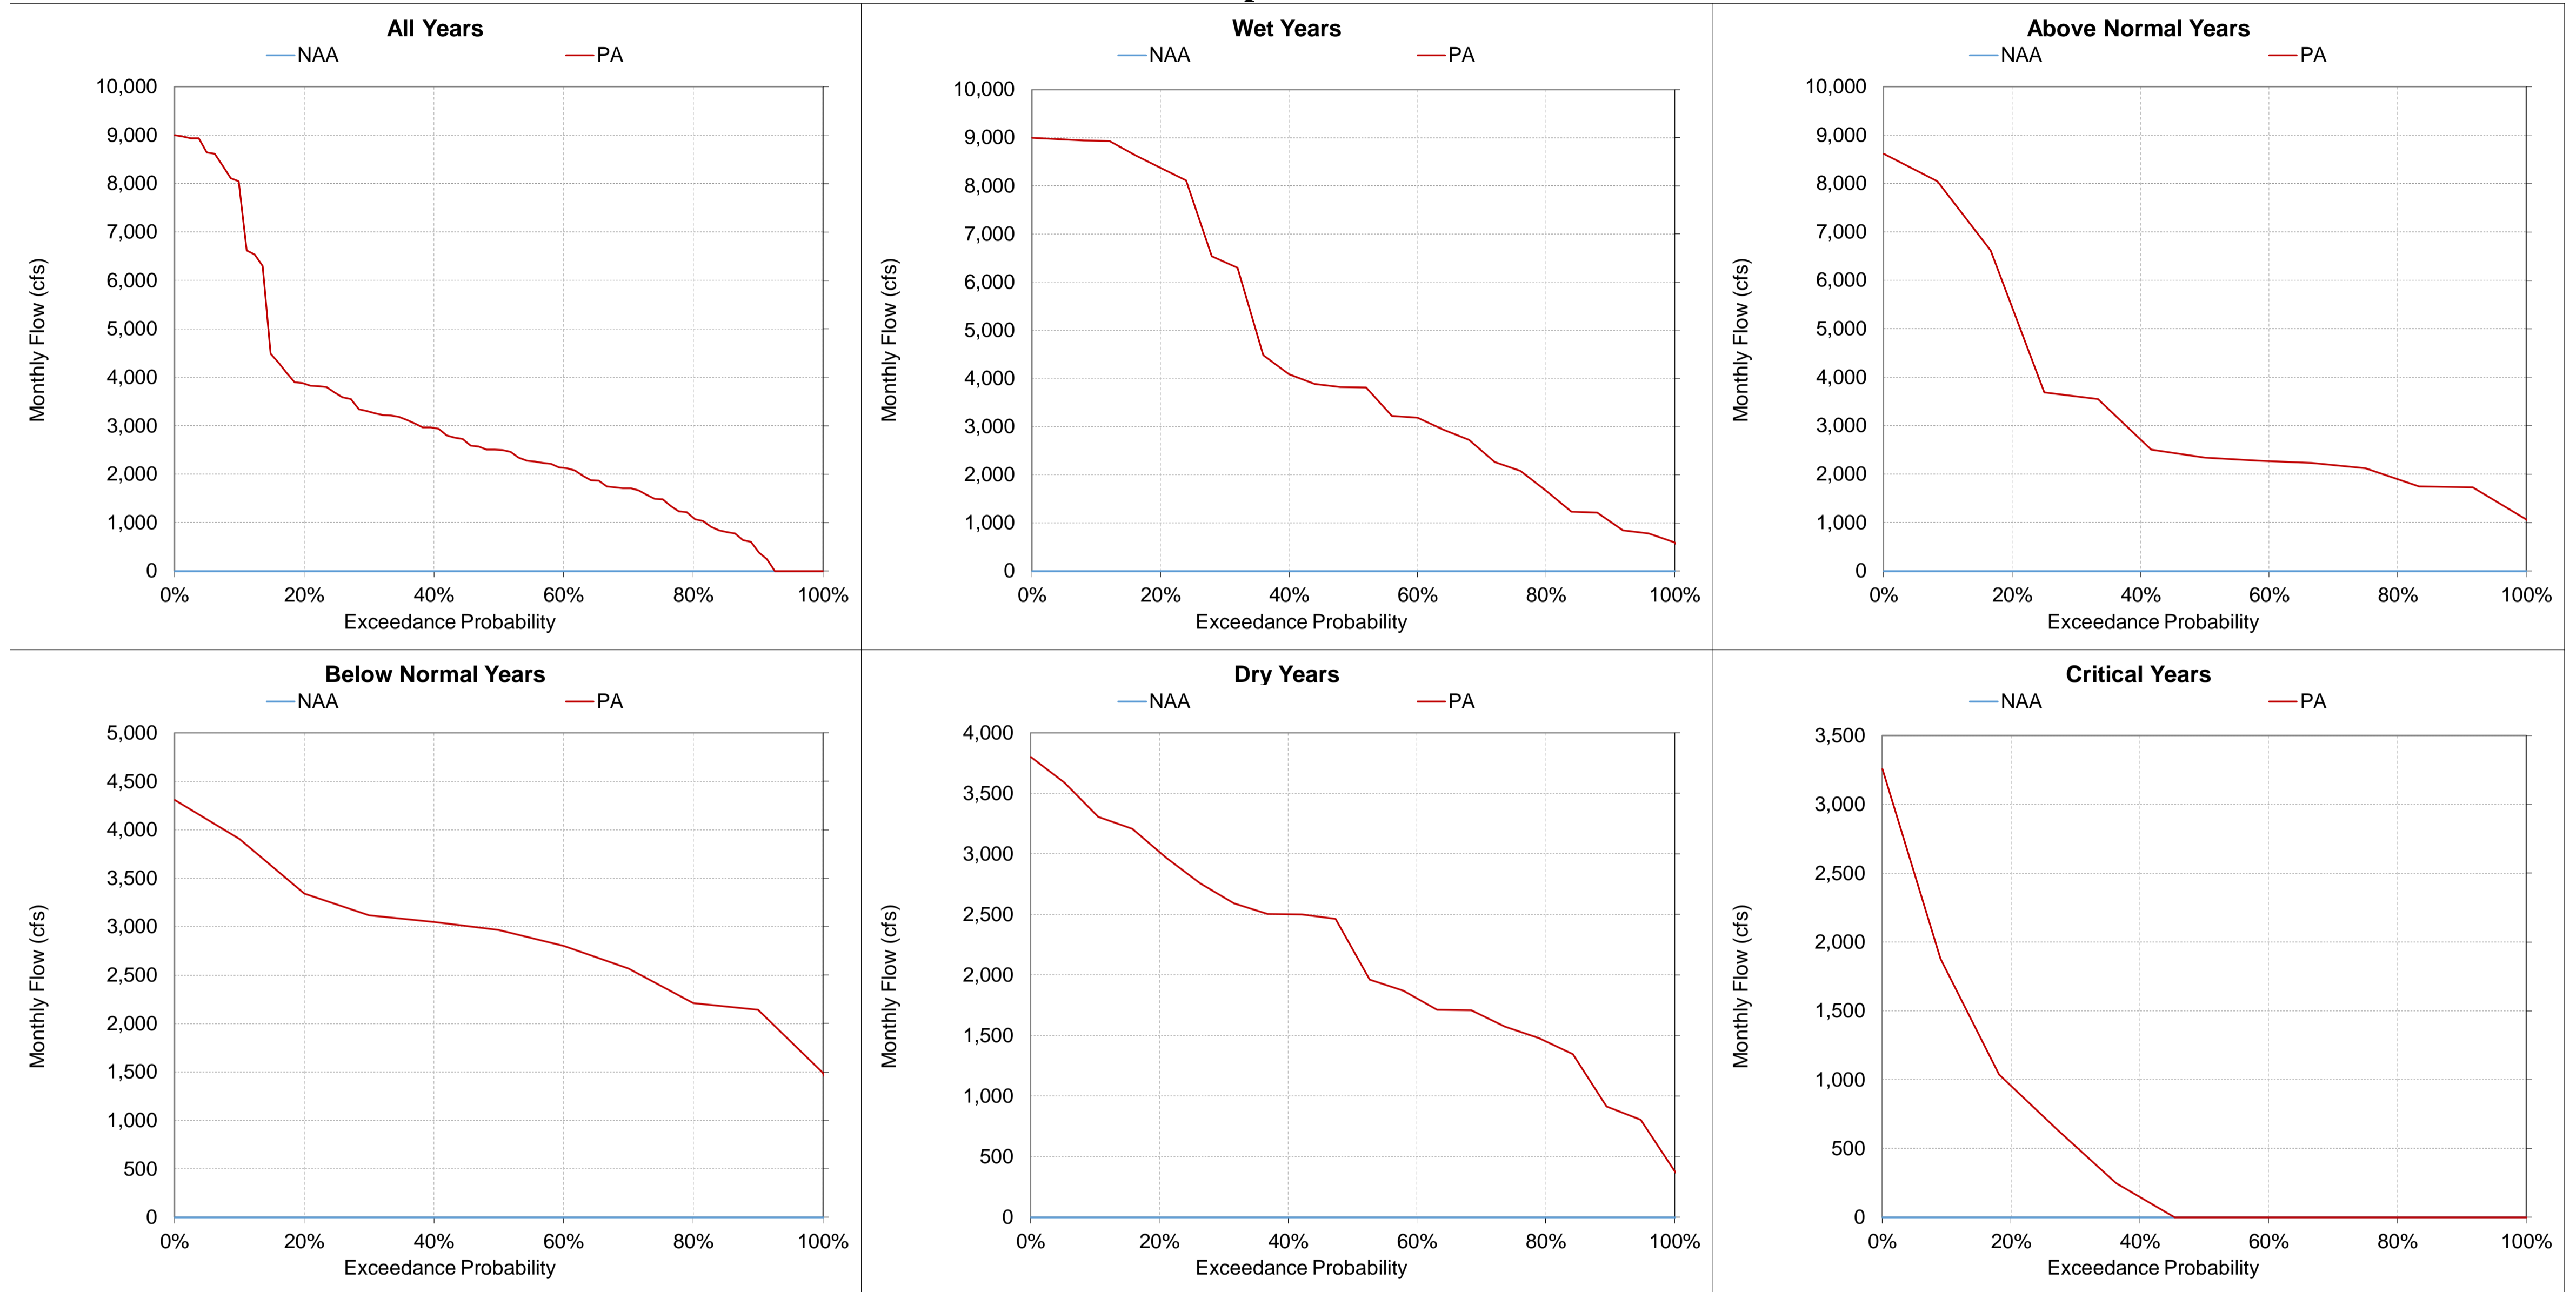 All Years
NAA PA
10,000
9,000
8,000
7,000
6,000
5,000
4,000
3,000
2,000
1,000
0
Monthly Flow (cfs)
0% 20% 40% 60% 80% 100%
Exceedance Probability
Wet Years
NAA PA
10,000
9,000
8,000
7,000
6,000
5,000
4,000
3,000
2,000
1,000
0
Monthly Flow (cfs)
0% 20% 40% 60% 80% 100%
Exceedance Probability
Above Normal Years
NAA PA
10,000
9,000
8,000
7,000
6,000
5,000
4,000
3,000
2,000
1,000
0
Monthly Flow (cfs)
0% 20% 40% 60% 80% 100%
Exceedance Probability
Below Normal Years
NAA PA
5,000
4,500
4,000
3,500
3,000
2,500
2,000
1,500
1,000
500
0
Monthly Flow (cfs)
0% 20% 40% 60% 80% 100%
Exceedance Probability
Dry Years
NAA PA
4,000
3,500
3,000
2,500
2,000
1,500
1,000
500
0
Monthly Flow (cfs)
0% 20% 40% 60% 80% 100%
Exceedance Probability
Critical Years
NAA PA
3,500
3,000
2,500
2,000
1,500
1,000
500
0
Monthly Flow (cfs)
0% 20% 40% 60% 80% 100%
Exceedance Probability